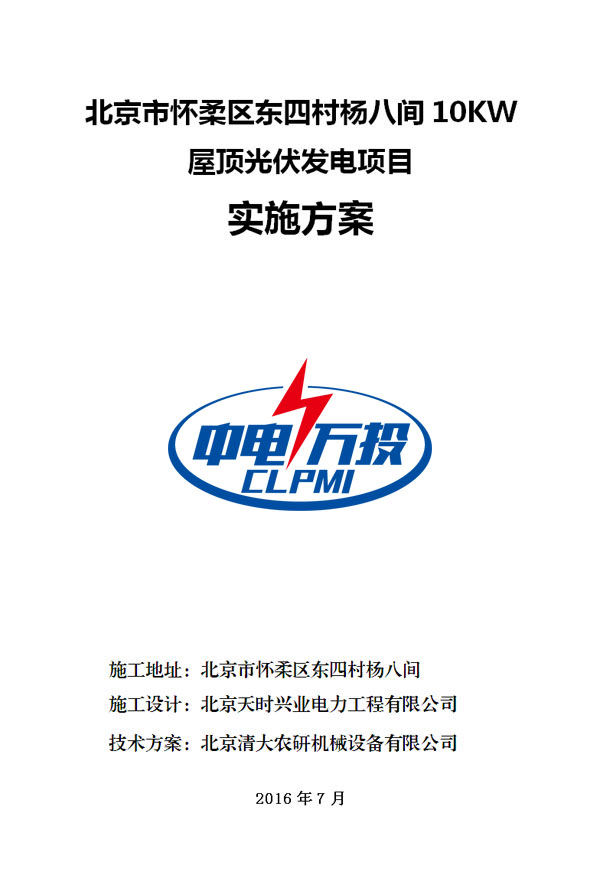 北京市怀柔区东四村杨八间 10KW
屋顶光伏发电项目
实施方案
中电万投
CLPMI
施工地址：北京市怀柔区东四村杨八间
施工设计：北京天时兴业电力工程有限公司
技术方案：北京清大农研机械设备有限公司
2016 年 7 月